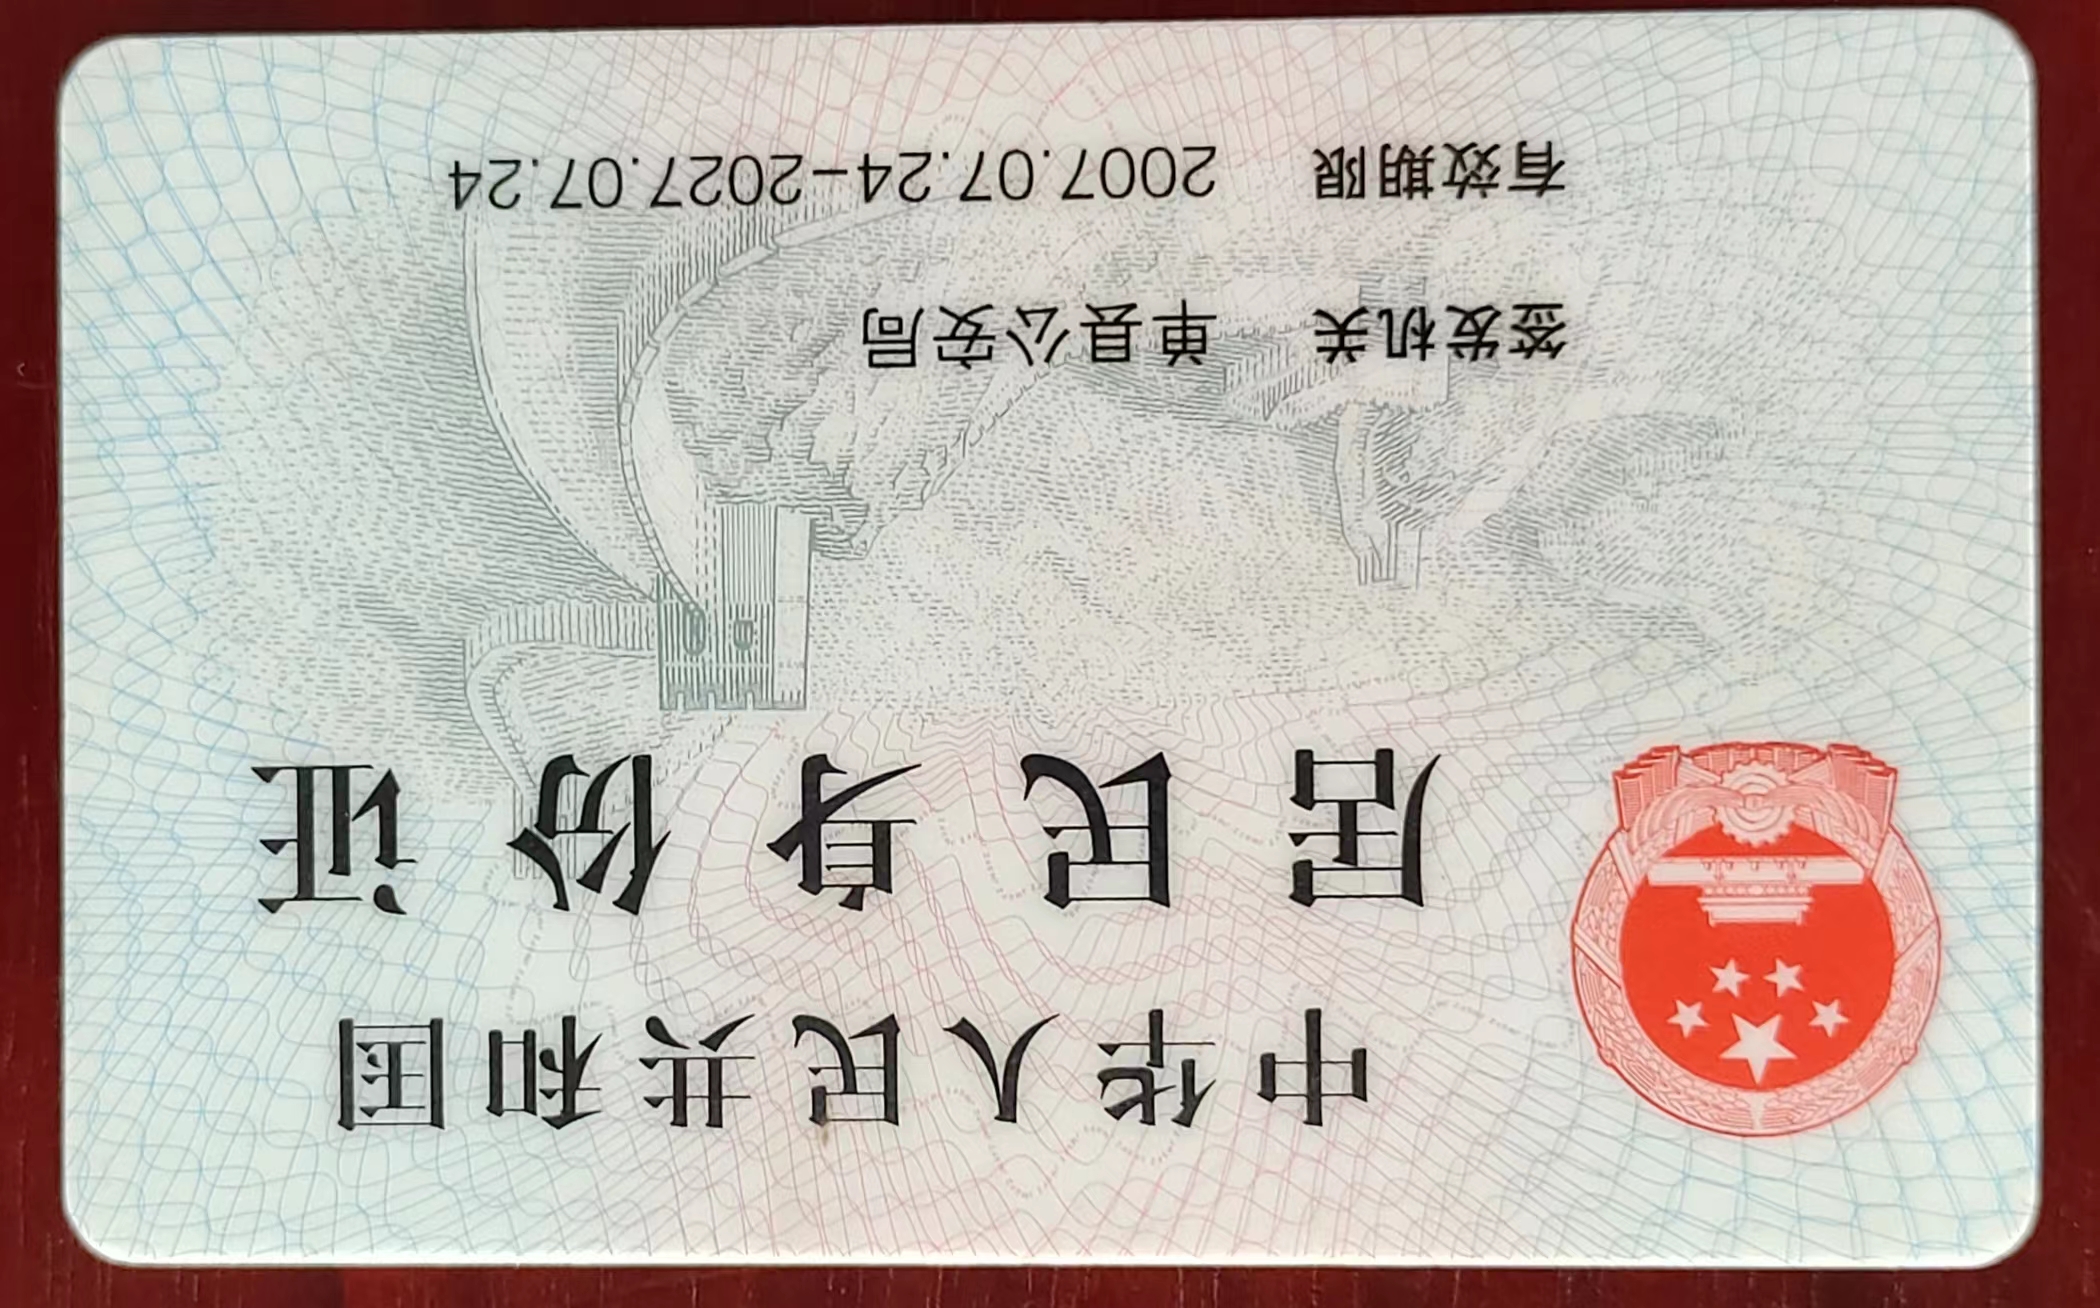 中华人民共和国
居民身份证
签发机关 单县公安局
有效期限 2007.07.24-2027.07.24